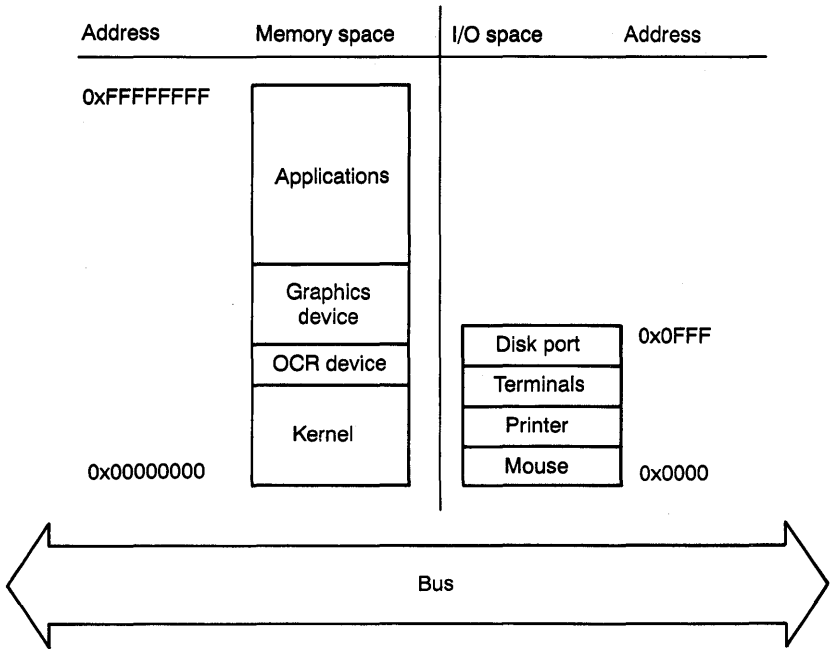 Address Memory space I/O space Address
0xFFFFFFFF
Applications
Graphics
device
OCR device
Kernel
0x00000000
Disk port 0x0FFF
Terminals
Printer
Mouse 0x0000
Bus